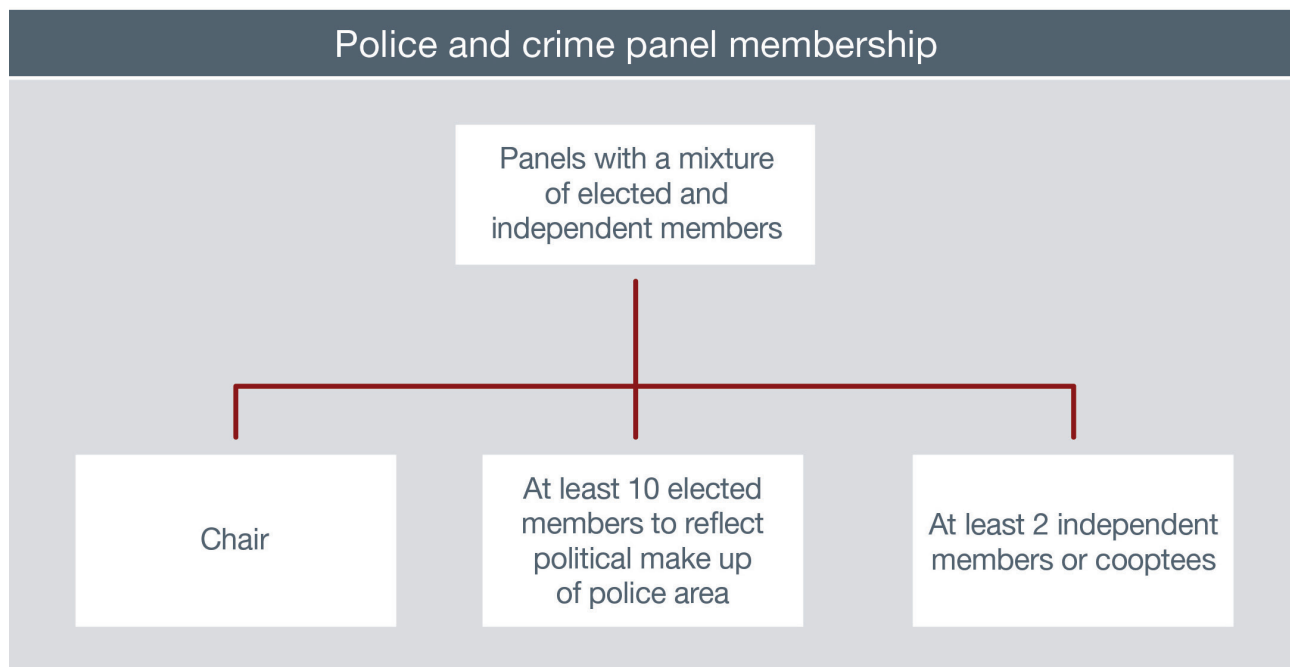 Police and crime panel membership
Panels with a mixture
of elected and
independent members
Chair
At least 10 elected
members to reflect
political make up
of police area
At least 2 independent
members or cooptees